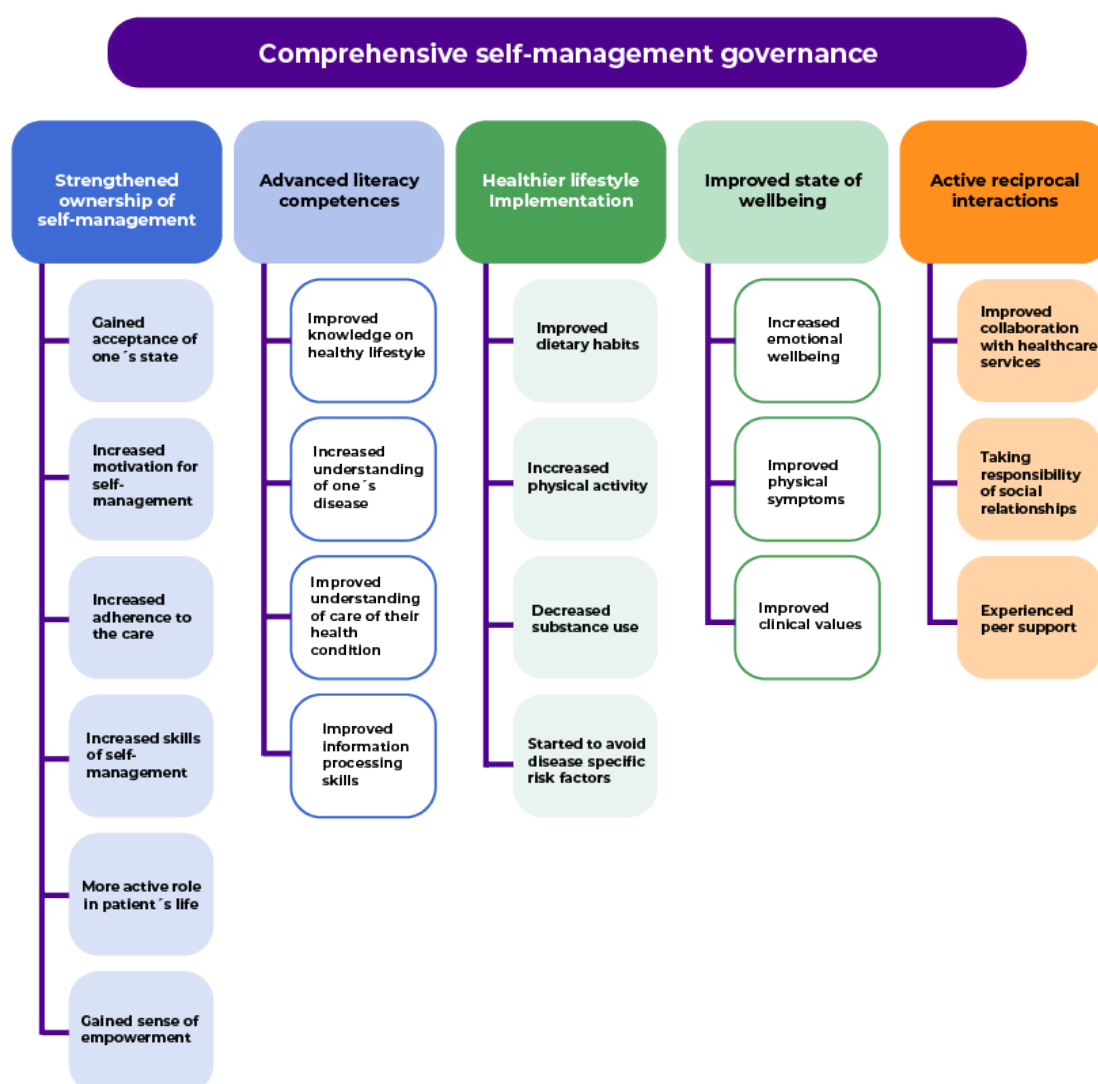 Comprehensive self-management governance
Strengthened
ownership of
self-management
Gained
acceptance of
one´s state
Increased
motivation for
self-
management
Increased
adherence to
the care
Increased skills
of self-
management
More active role
in patient´s life
Gained sense of
empowerment
Advanced literacy
competences
Improved
knowledge on
healthy lifestyle
Increased
understanding
of one´s
disease
Improved
understanding
of care of their
health
condition
Improved
information
processing
skills
Healthier lifestyle
Implementation
Improved
dietary habits
Inccreased
physical activity
Decreased
substance use
Started to avoid
disease specific
risk factors
Improved state of
wellbeing
Increased
emotional
wellbeing
Improved
physical
symptoms
Improved
clinical values
Active reciprocal
interactions
Improved
collaboration
with healthcare
services
Taking
responsibility
of social
relationships
Experienced
peer support